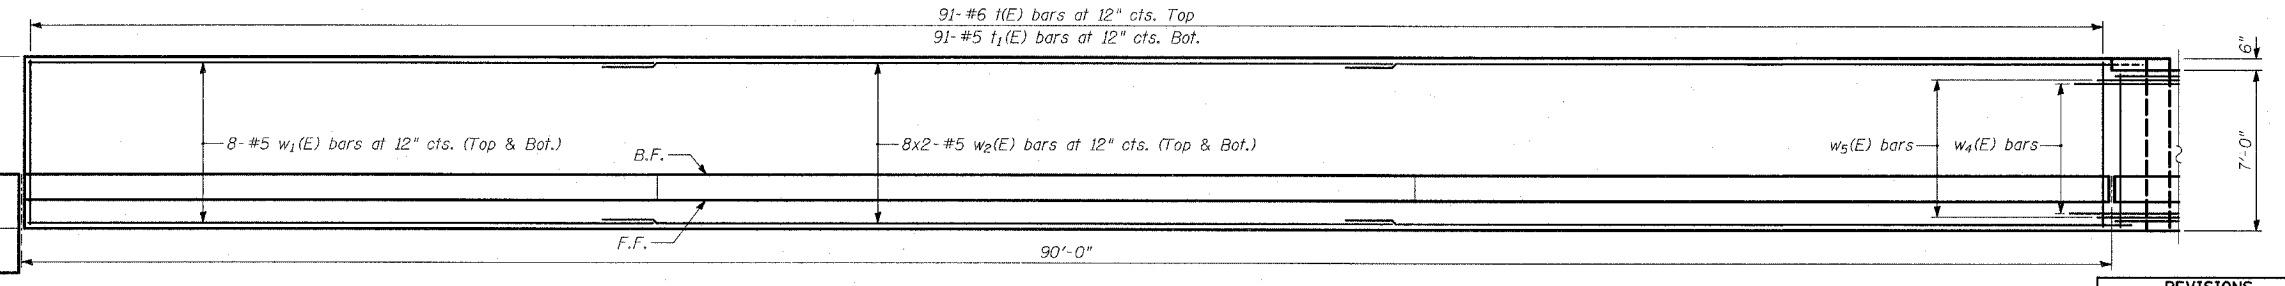 91-#6 t(E) bars at 12" cts. Top
91-#5 t₁(E) bars at 12" cts. Bot.
6"
8-#5 w₁(E) bars at 12" cts. (Top & Bot.)
8x2-#5 w₂(E) bars at 12" cts. (Top & Bot.)
w₅(E) bars
w₄(E) bars
7'-0"
B.F.
F.F.
90'-0"
REVISIONS